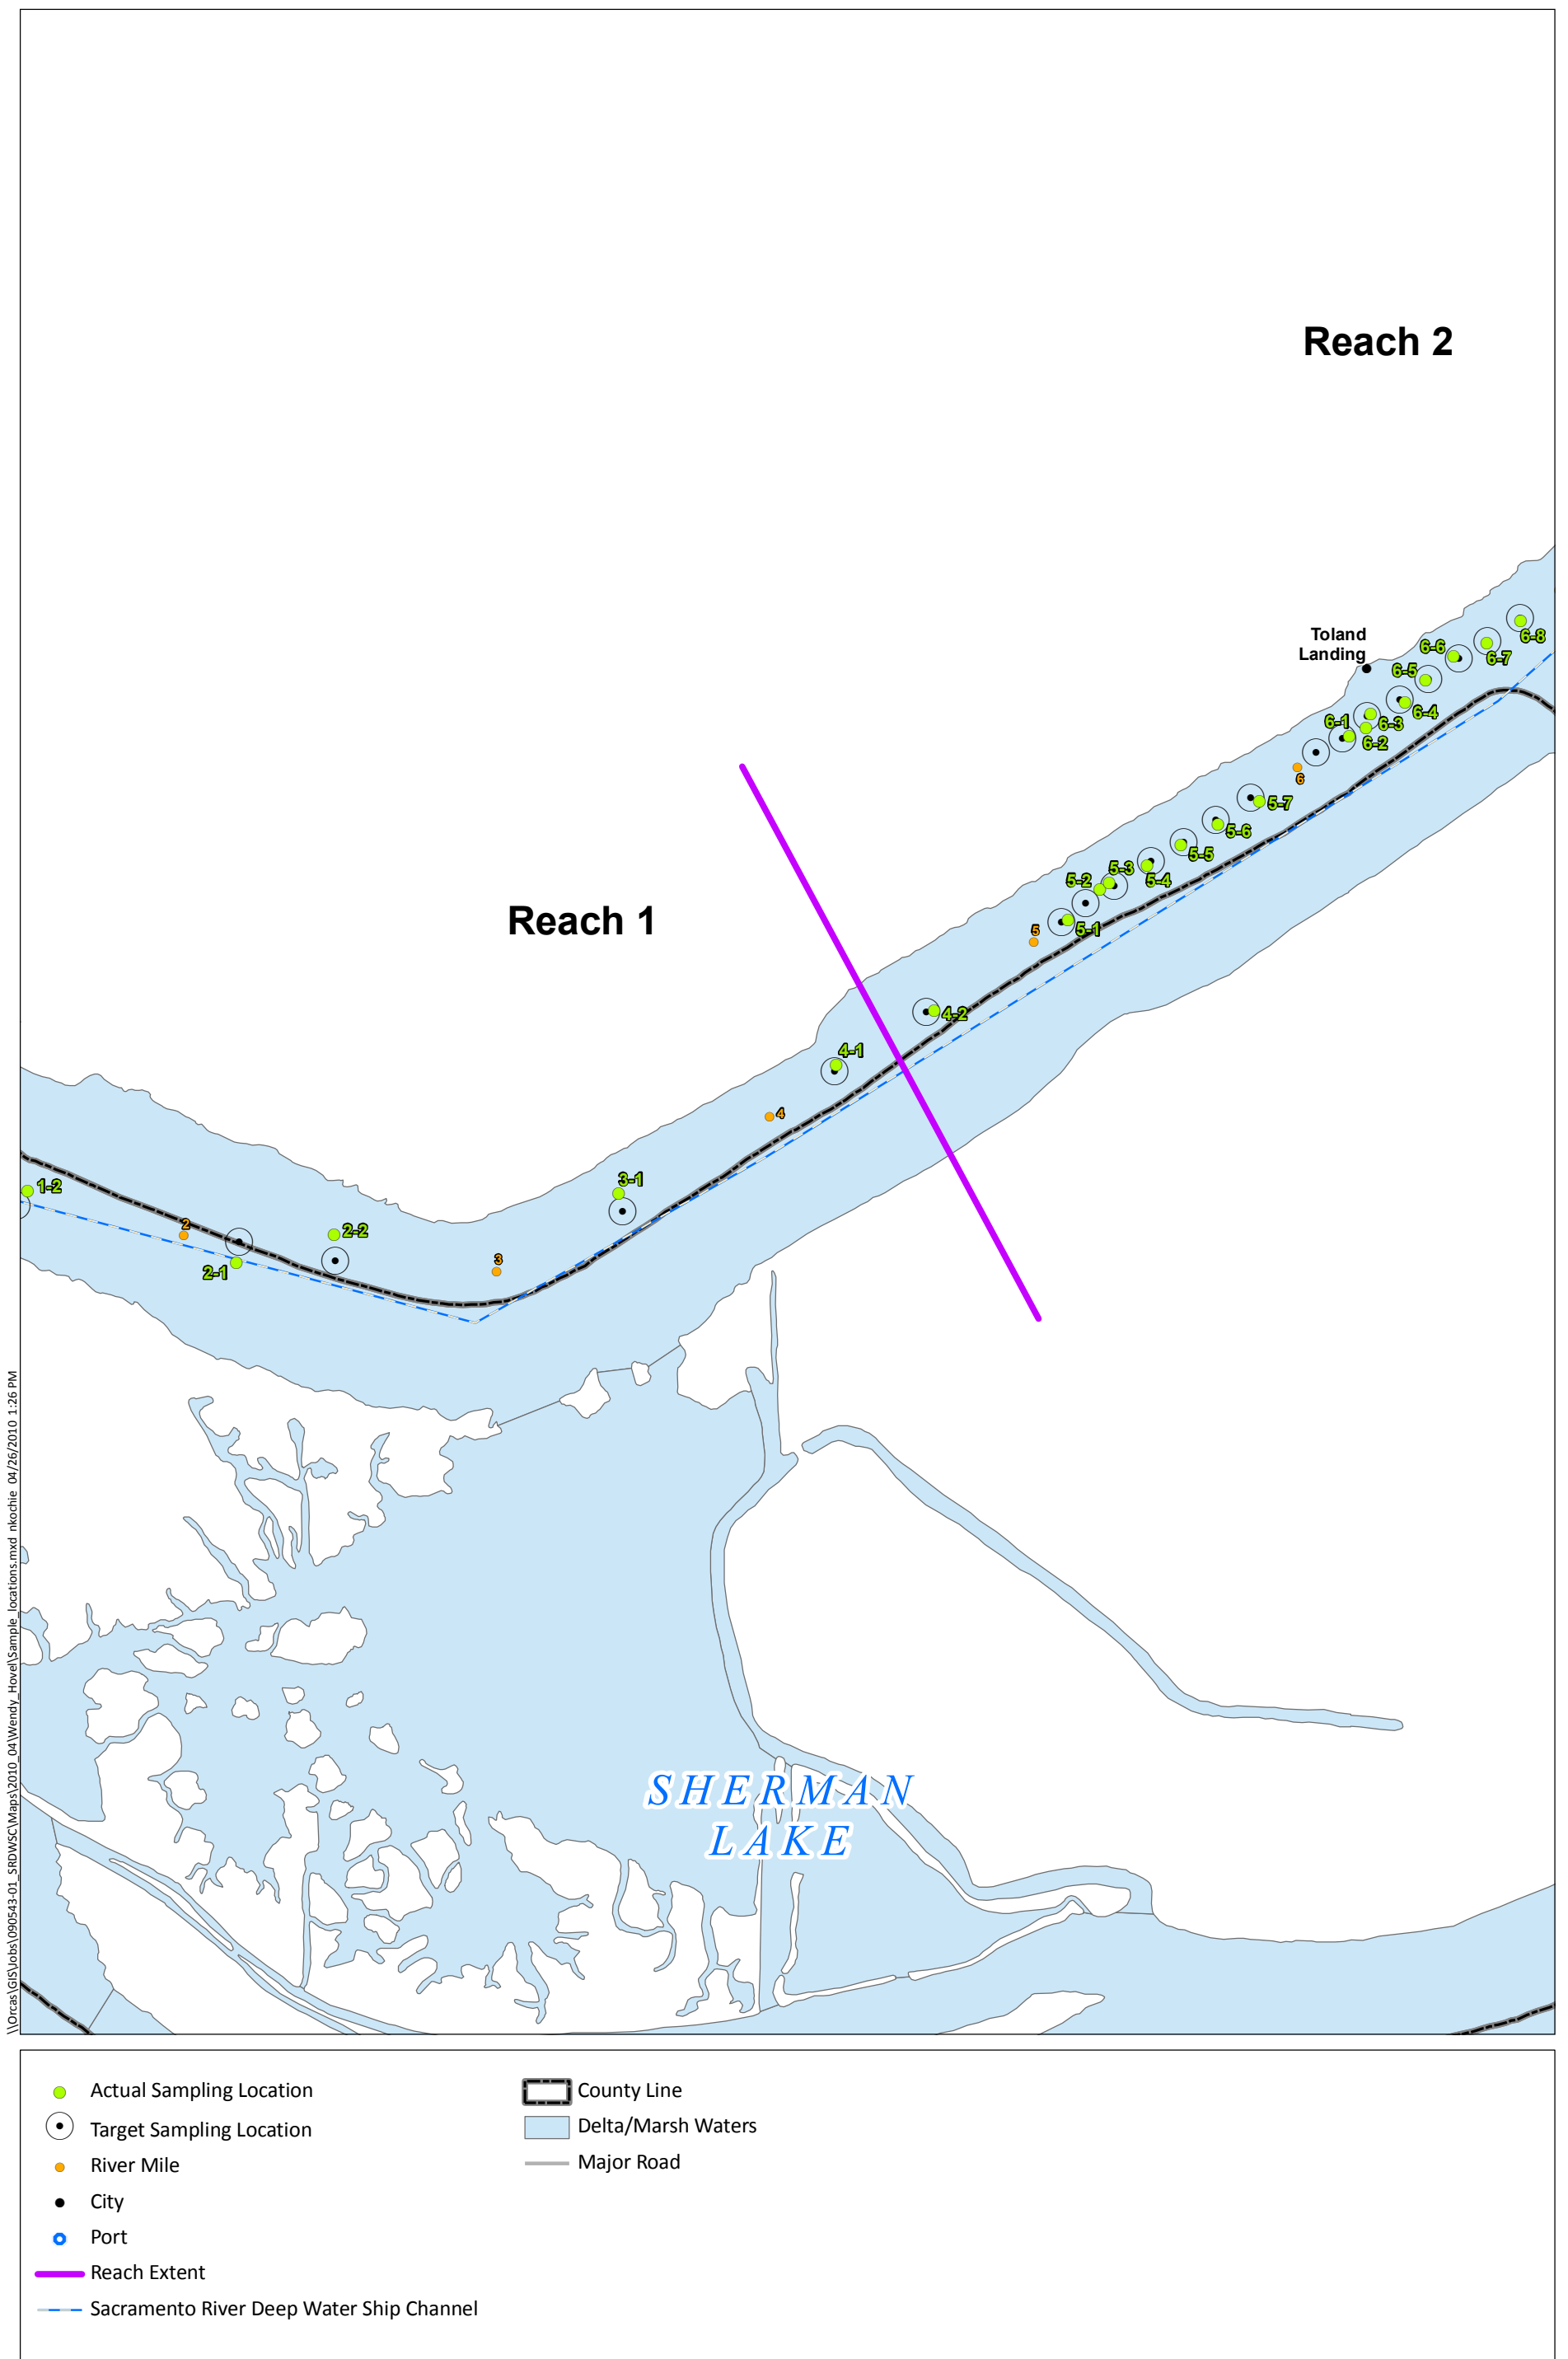 Reach 2
Toland
Landing
6-8
6-6
6-7
6-5
6-4
6-3
6-1
6-2
6
5-7
5-6
5-5
5-3
5-2
5-4
5-1
5
Reach 1
4-2
4-1
4
3-1
1-2
2
2-2
2-1
3
SHERMAN
LAKE
\\Orcas\GIS\Jobs\090543-01_SRDWSC\Maps\2010_04\Wendy_Hovel\Sample_locations.mxd nkochie 04/26/2010 1:26 PM
Actual Sampling Location
Target Sampling Location
River Mile
City
Port
Reach Extent
Sacramento River Deep Water Ship Channel
County Line
Delta/Marsh Waters
Major Road